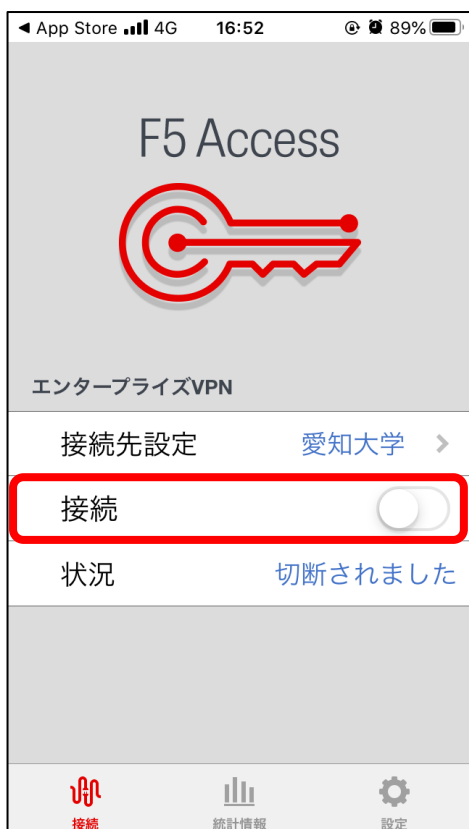 ◀ App Store 4G 16:52 89%
F5 Access
エンタープライズVPN
接続先設定 愛知大学 >
接続
状況 切断されました
接続 統計情報 設定